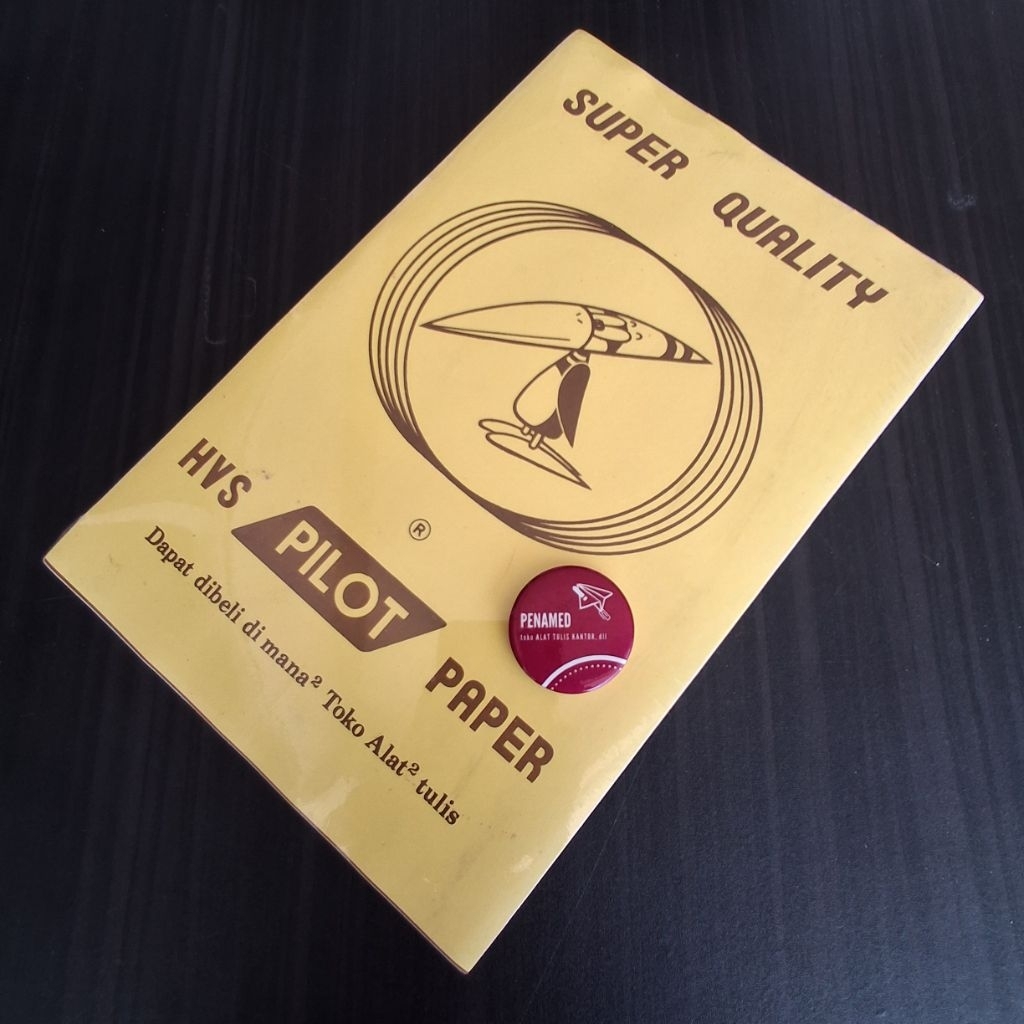 SUPER QUALITY
HVS PILOT PAPER
®
Dapat dibeli di mana² Toko Alat² tulis
PENAMED
toko ALAT TULIS KANTOR, dll